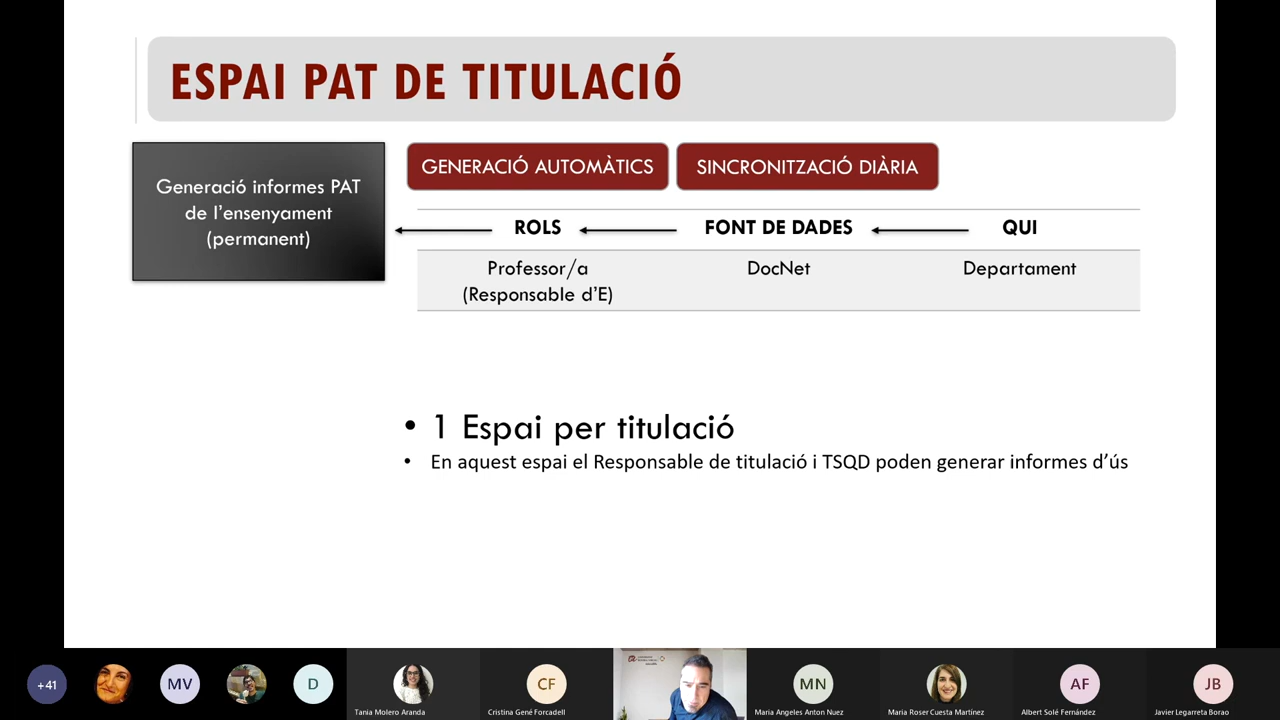 ESPAI PAT DE TITULACIÓ
Generació informes PAT
de l'ensenyament
(permanent)
GENERACIÓ AUTOMÀTICS
SINCRONITZACIÓ DIÀRIA
ROLS
FONT DE DADES
QUI
Professor/a
(Responsable d'E)
DocNet
Departament
• 1 Espai per titulació
• En aquest espai el Responsable de titulació i TSQD poden generar informes d'ús
+41
MV
D
Tania Molero Aranda
CF
Cristina Gené Forcadell
MN
Maria Angeles Anton Nuez
Maria Roser Cuesta Martínez
AF
Albert Solé Fernández
JB
Javier Legarreta Borao